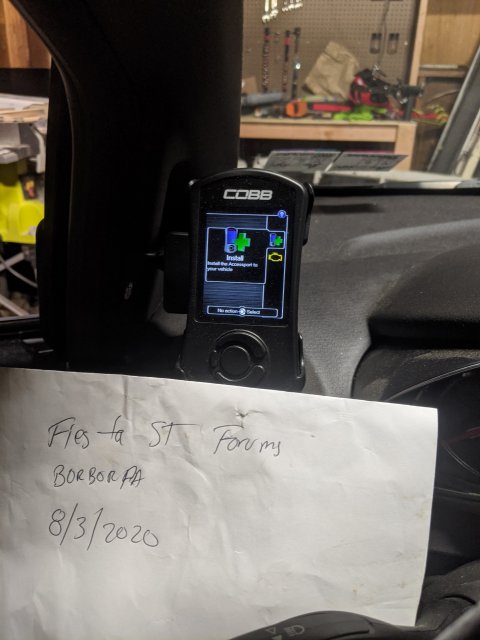 COBB
Install
Install the Accessport to
your vehicle
No action Select
Fiesta ST Forums
BORBORPA
8/3/2020